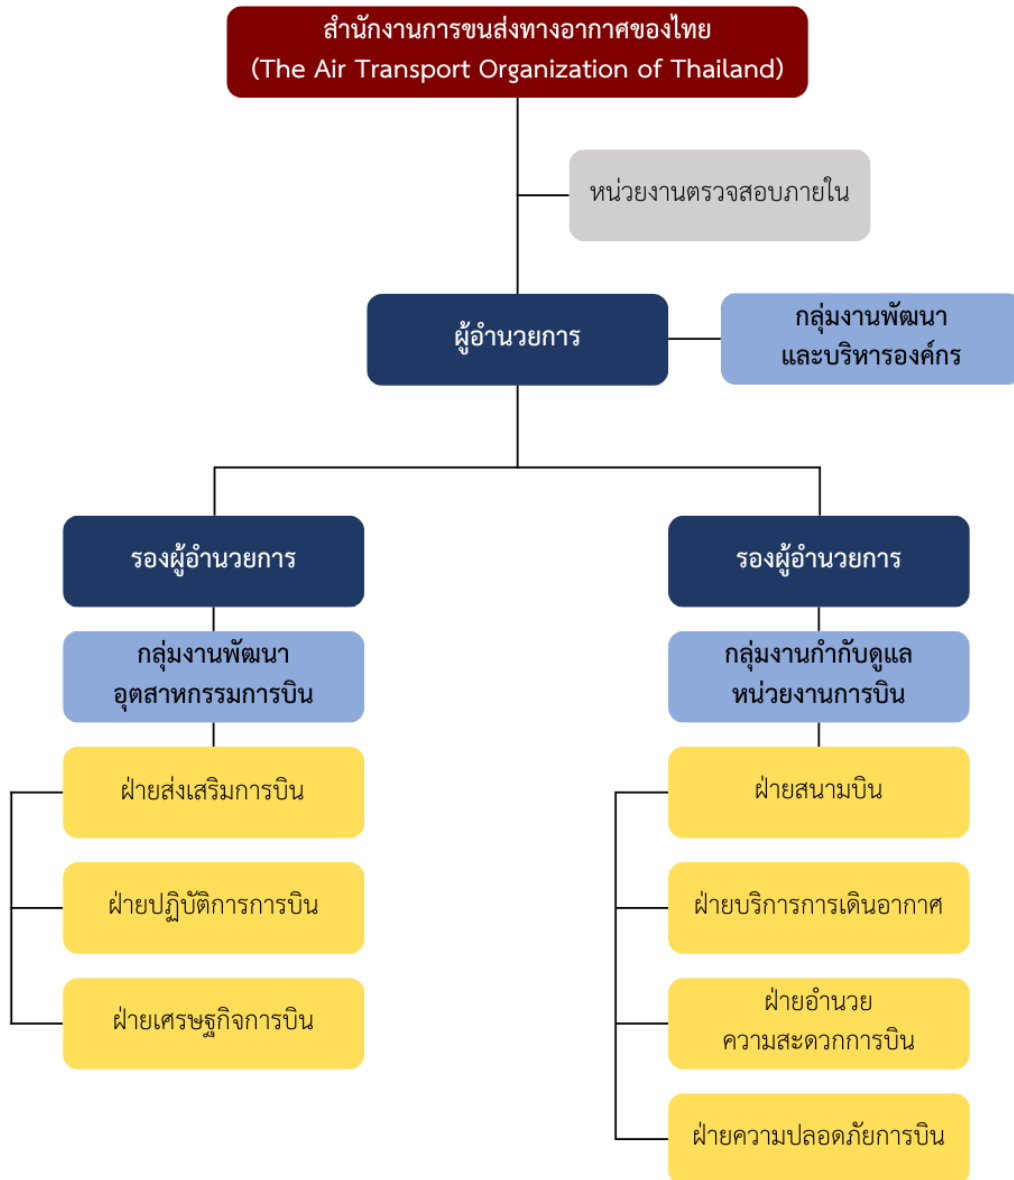 สำนักงานการขนส่งทางอากาศของไทย
(The Air Transport Organization of Thailand)
หน่วยงานตรวจสอบภายใน
ผู้อำนวยการ
กลุ่มงานพัฒนา
และบริหารองค์กร
รองผู้อำนวยการ
กลุ่มงานพัฒนา
อุตสาหกรรมการบิน
ฝ่ายส่งเสริมการบิน
ฝ่ายปฏิบัติการการบิน
ฝ่ายเศรษฐกิจการบิน
รองผู้อำนวยการ
กลุ่มงานกำกับดูแล
หน่วยงานการบิน
ฝ่ายสนามบิน
ฝ่ายบริการการเดินอากาศ
ฝ่ายอำนวย
ความสะดวกการบิน
ฝ่ายความปลอดภัยการบิน